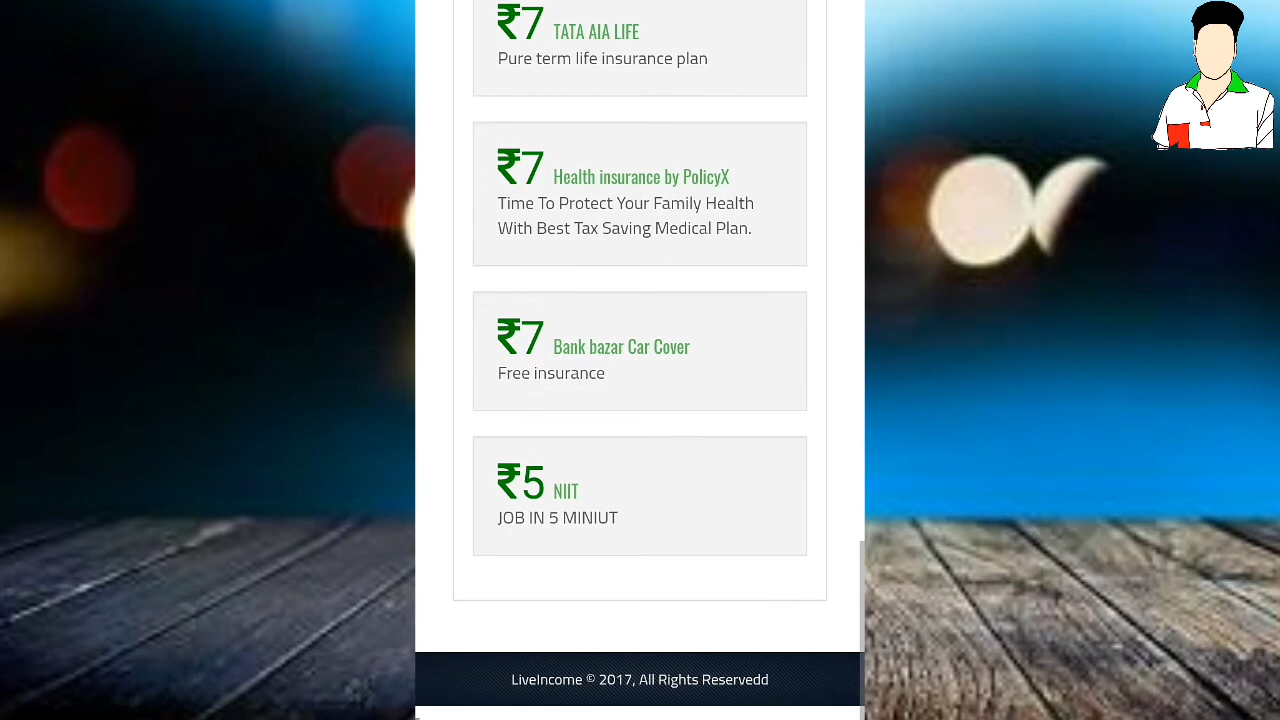 ₹7 TATA AIA LIFE
Pure term life insurance plan
₹7 Health insurance by PolicyX
Time To Protect Your Family Health
With Best Tax Saving Medical Plan.
₹7 Bank bazar Car Cover
Free insurance
₹5 NIIT
JOB IN 5 MINIUT
LiveIncome © 2017, All Rights Reservedd